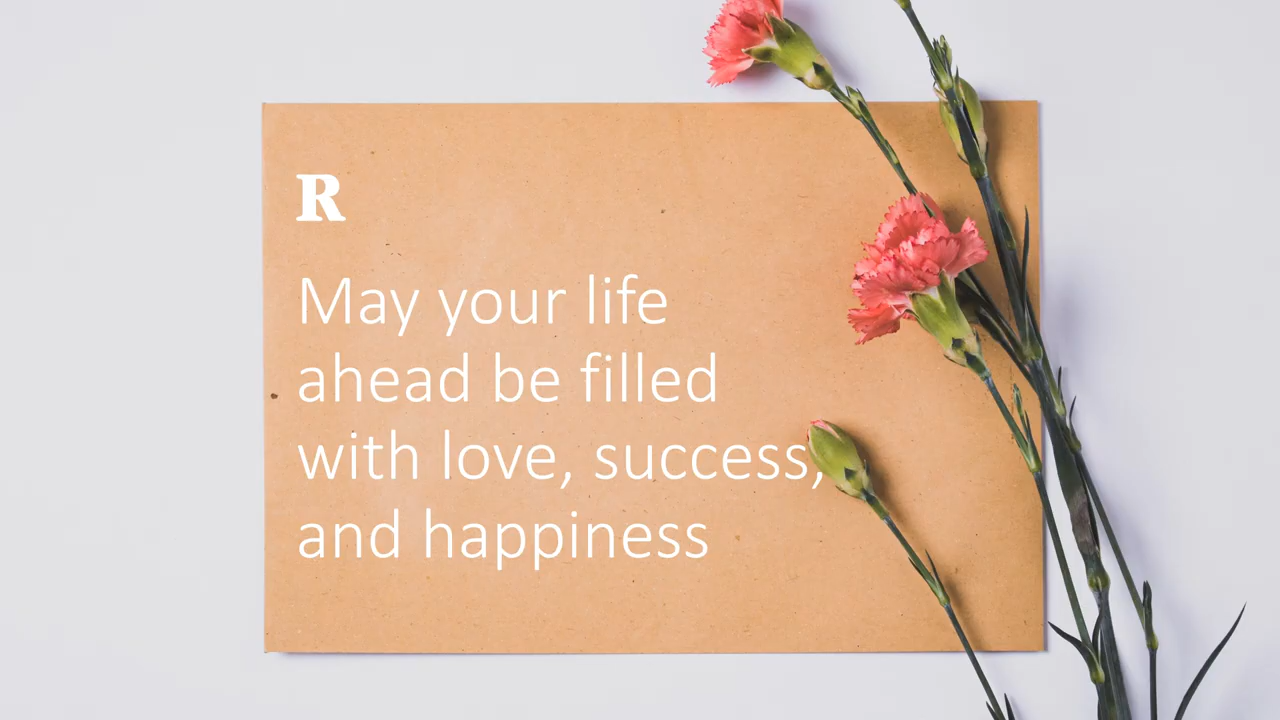 R
May your life
ahead be filled
with love, success,
and happiness